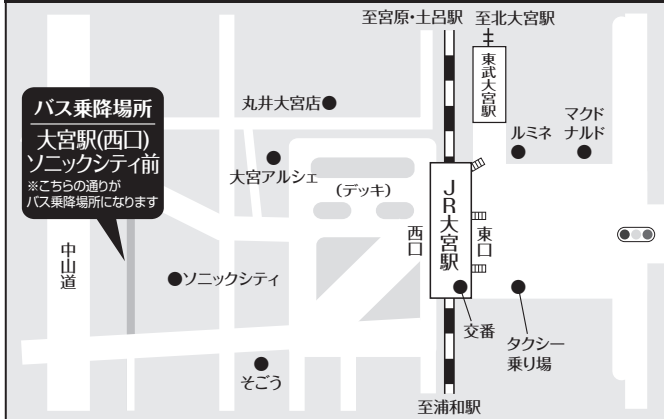 至宮原・土呂駅
至北大宮駅
東武大宮駅
バス乗降場所
大宮駅(西口)
ソニックシティ前
※こちらの通りが
バス乗降場所になります
丸井大宮店
マクド
ナルド
ルミネ
大宮アルシェ
(デッキ)
JR大宮駅
西口
東口
中山道
ソニックシティ
交番
タクシー
乗り場
そごう
至浦和駅